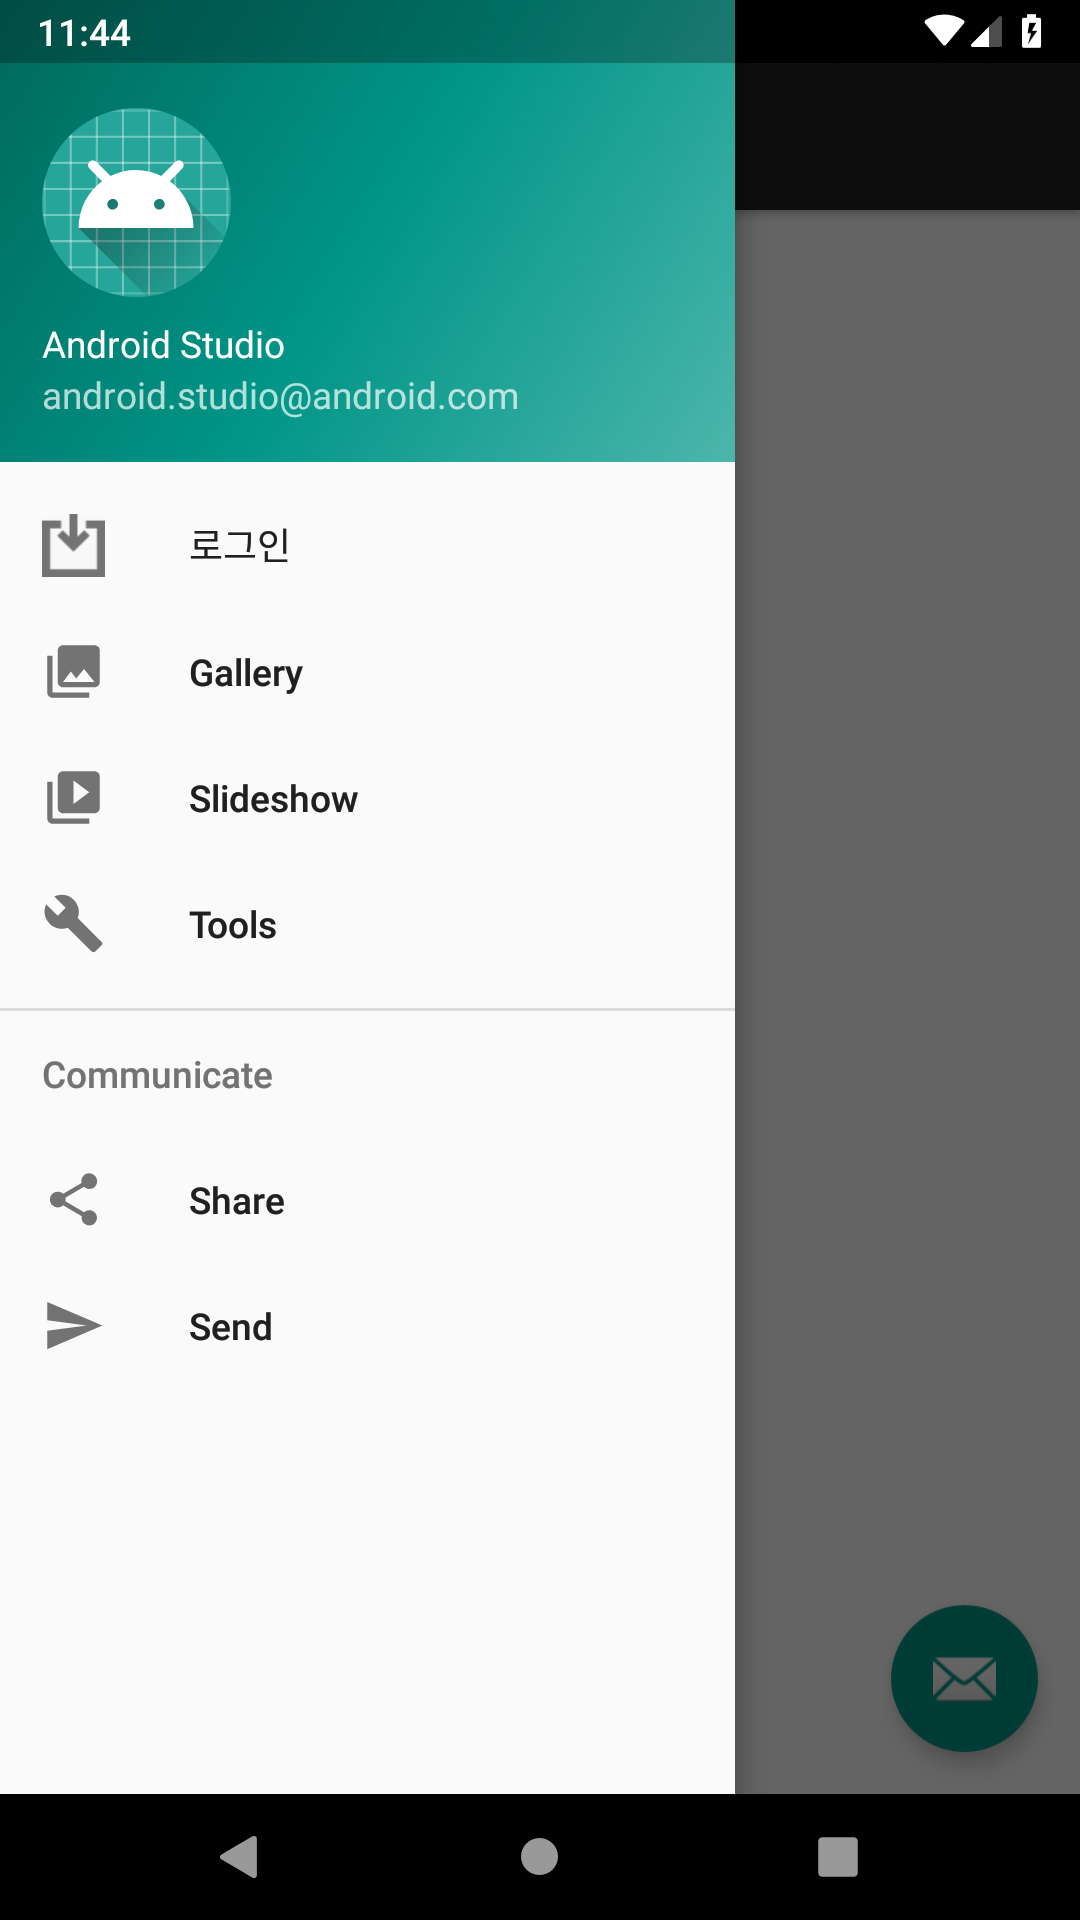 11:44
Android Studio
android.studio@android.com
로그인
Gallery
Slideshow
Tools
Communicate
Share
Send